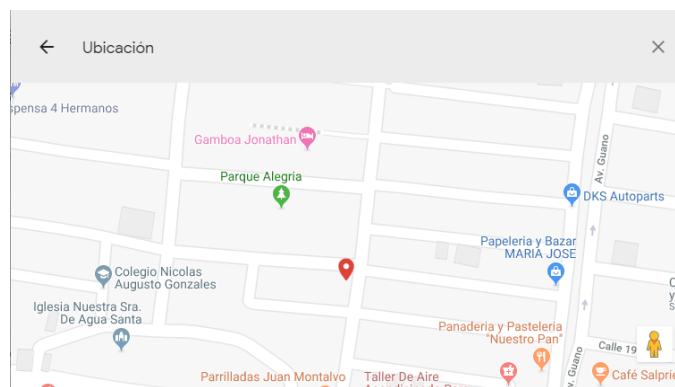 Ubicación
spensa 4 Hermanos
Gamboa Jonathan
Parque Alegria
Av. Guano
DKS Autoparts
Papeleria y Bazar
MARIA JOSE
Colegio Nicolas
Augusto Gonzales
Iglesia Nuestra Sra.
De Agua Santa
Panaderia y Pasteleria
"Nuestro Pan"
Calle 19
Guano
Parrilladas Juan Montalvo
Taller De Aire
Café Salprie